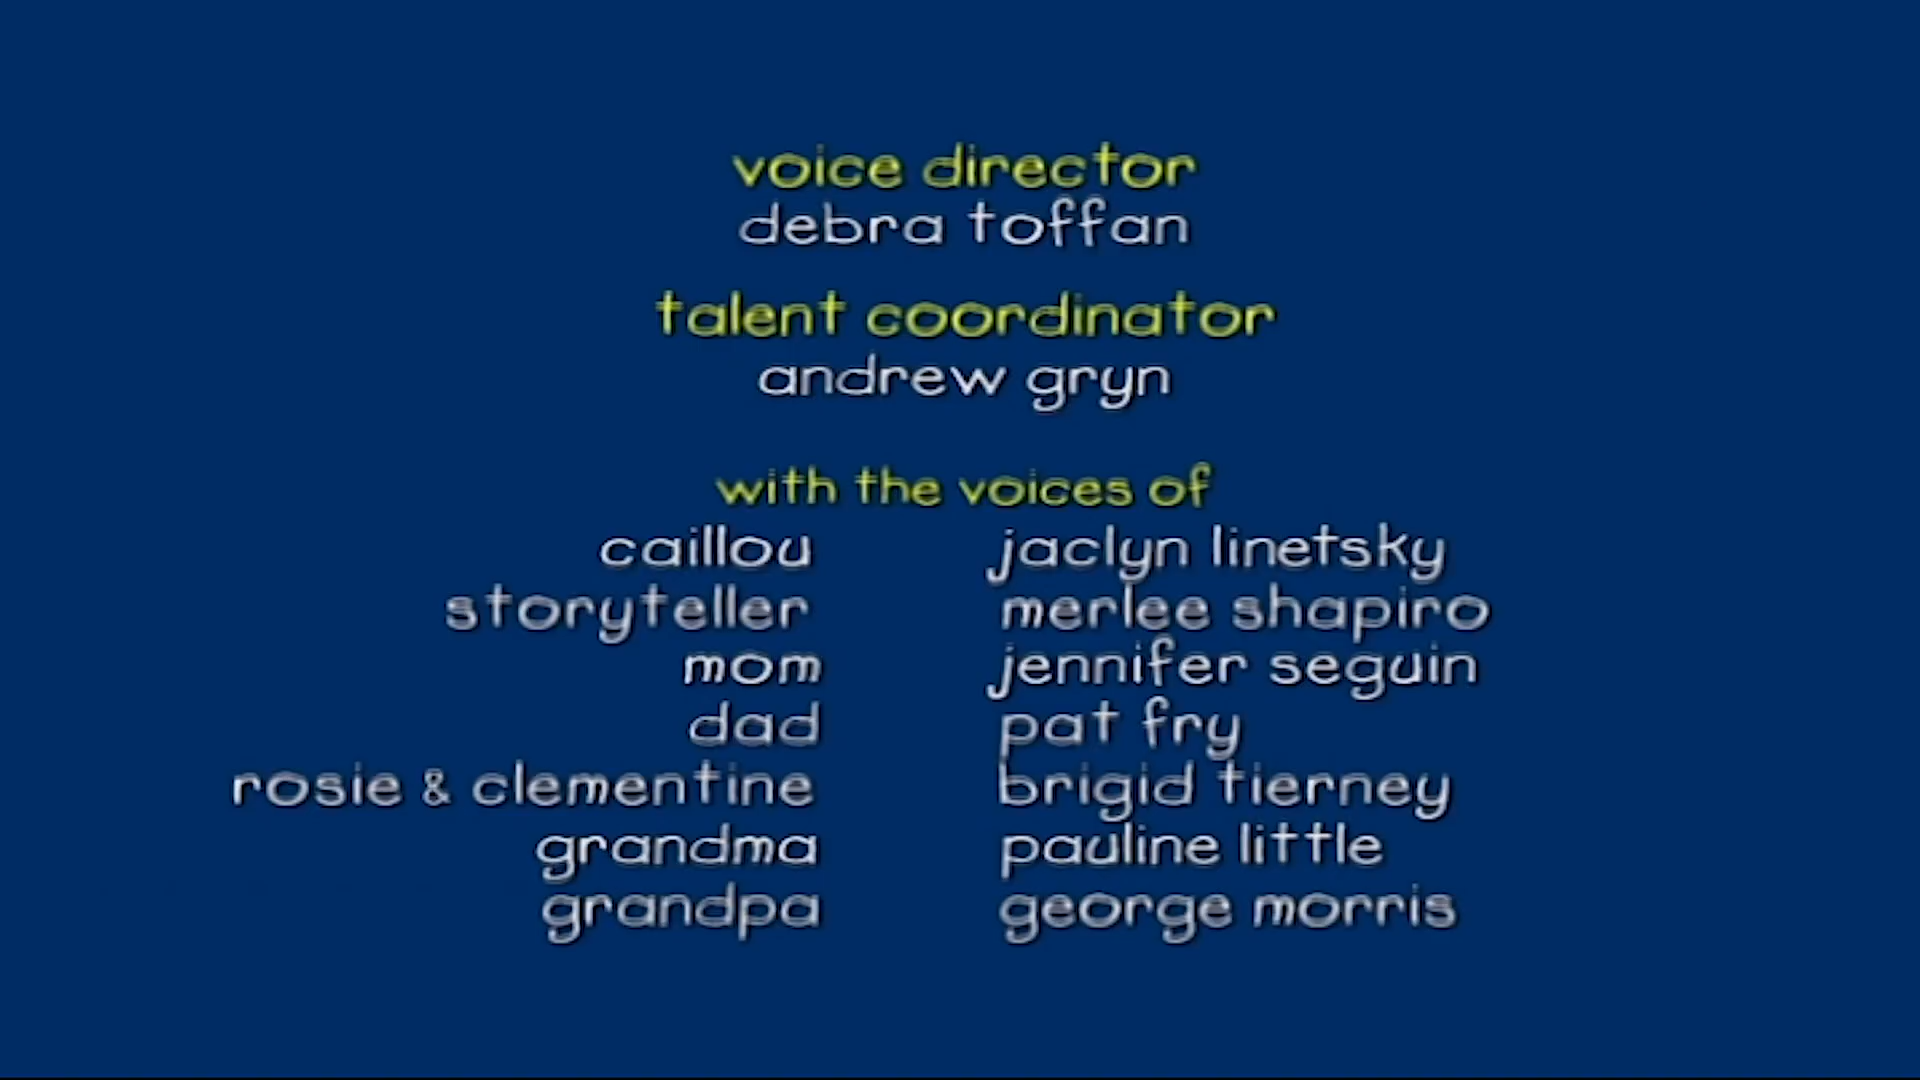 voice director
debra toffan
talent coordinator
andrew gryn
with the voices of
caillou jaclyn linetsky
storyteller merlee shapiro
mom jennifer seguin
dad pat fry
rosie & clementine brigid tierney
grandma pauline little
grandpa george morris